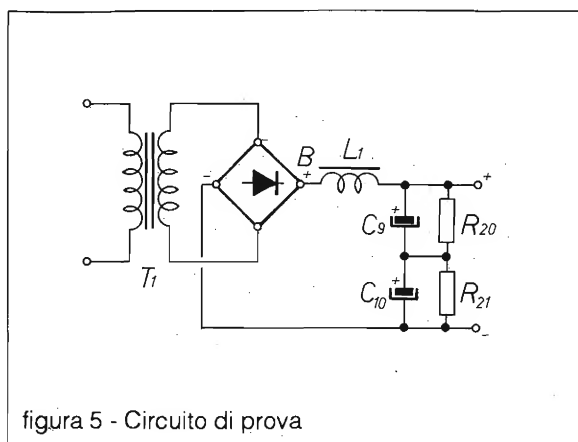 B
L1
+
-
+
-
+
C9
R20
T1
+
C10
R21
-
figura 5 - Circuito di prova